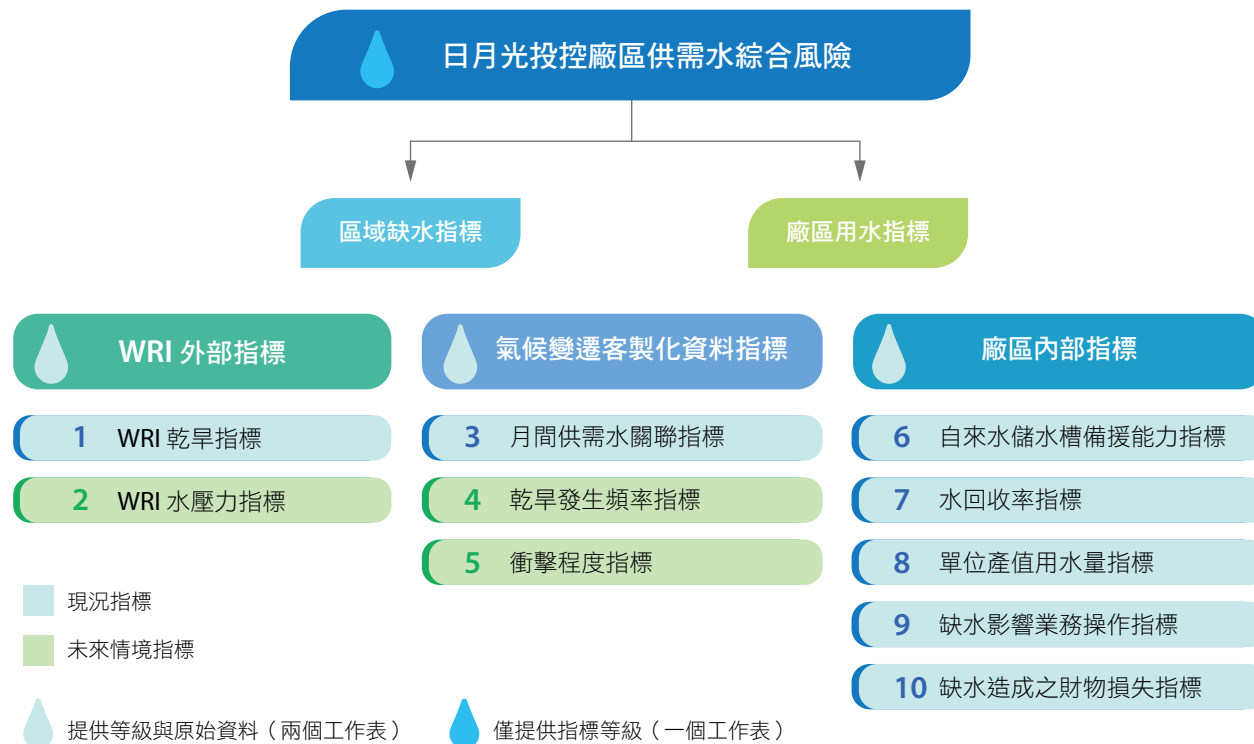 日月光投控廠區供需水綜合風險
區域缺水指標
廠區用水指標
WRI 外部指標
1 WRI 乾旱指標
2 WRI 水壓力指標
氣候變遷客製化資料指標
3 月間供需水關聯指標
4 乾旱發生頻率指標
5 衝擊程度指標
廠區內部指標
6 自來水儲水槽備援能力指標
7 水回收率指標
8 單位產值用水量指標
9 缺水影響業務操作指標
10 缺水造成之財物損失指標
現況指標
未來情境指標
提供等級與原始資料（兩個工作表）
僅提供指標等級（一個工作表）